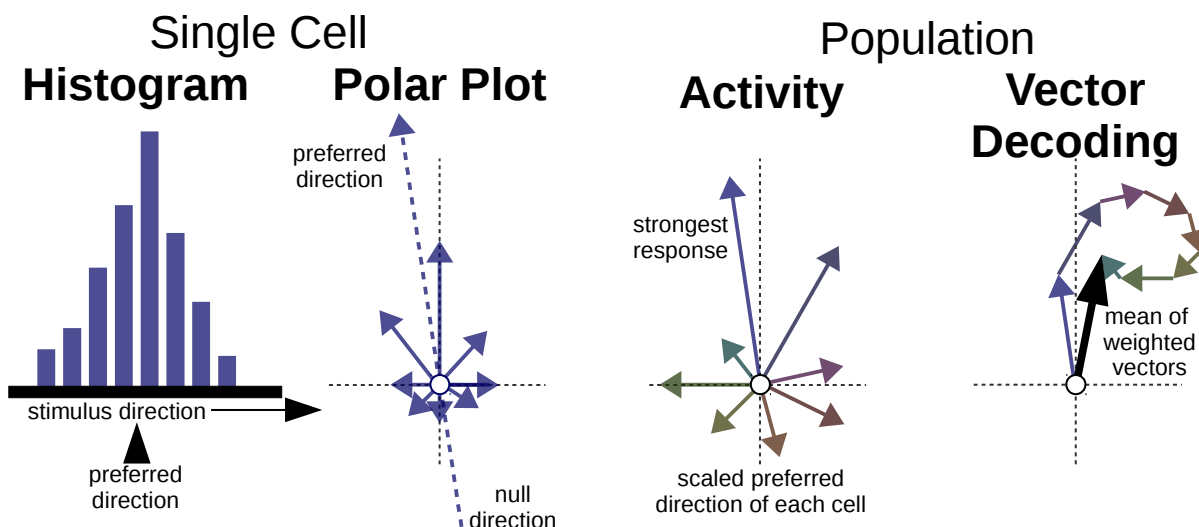 Single Cell
Histogram
Polar Plot
preferred
direction
stimulus direction
preferred
direction
null
direction
Population
Activity
Vector
Decoding
strongest
response
scaled preferred
direction of each cell
mean of
weighted
vectors